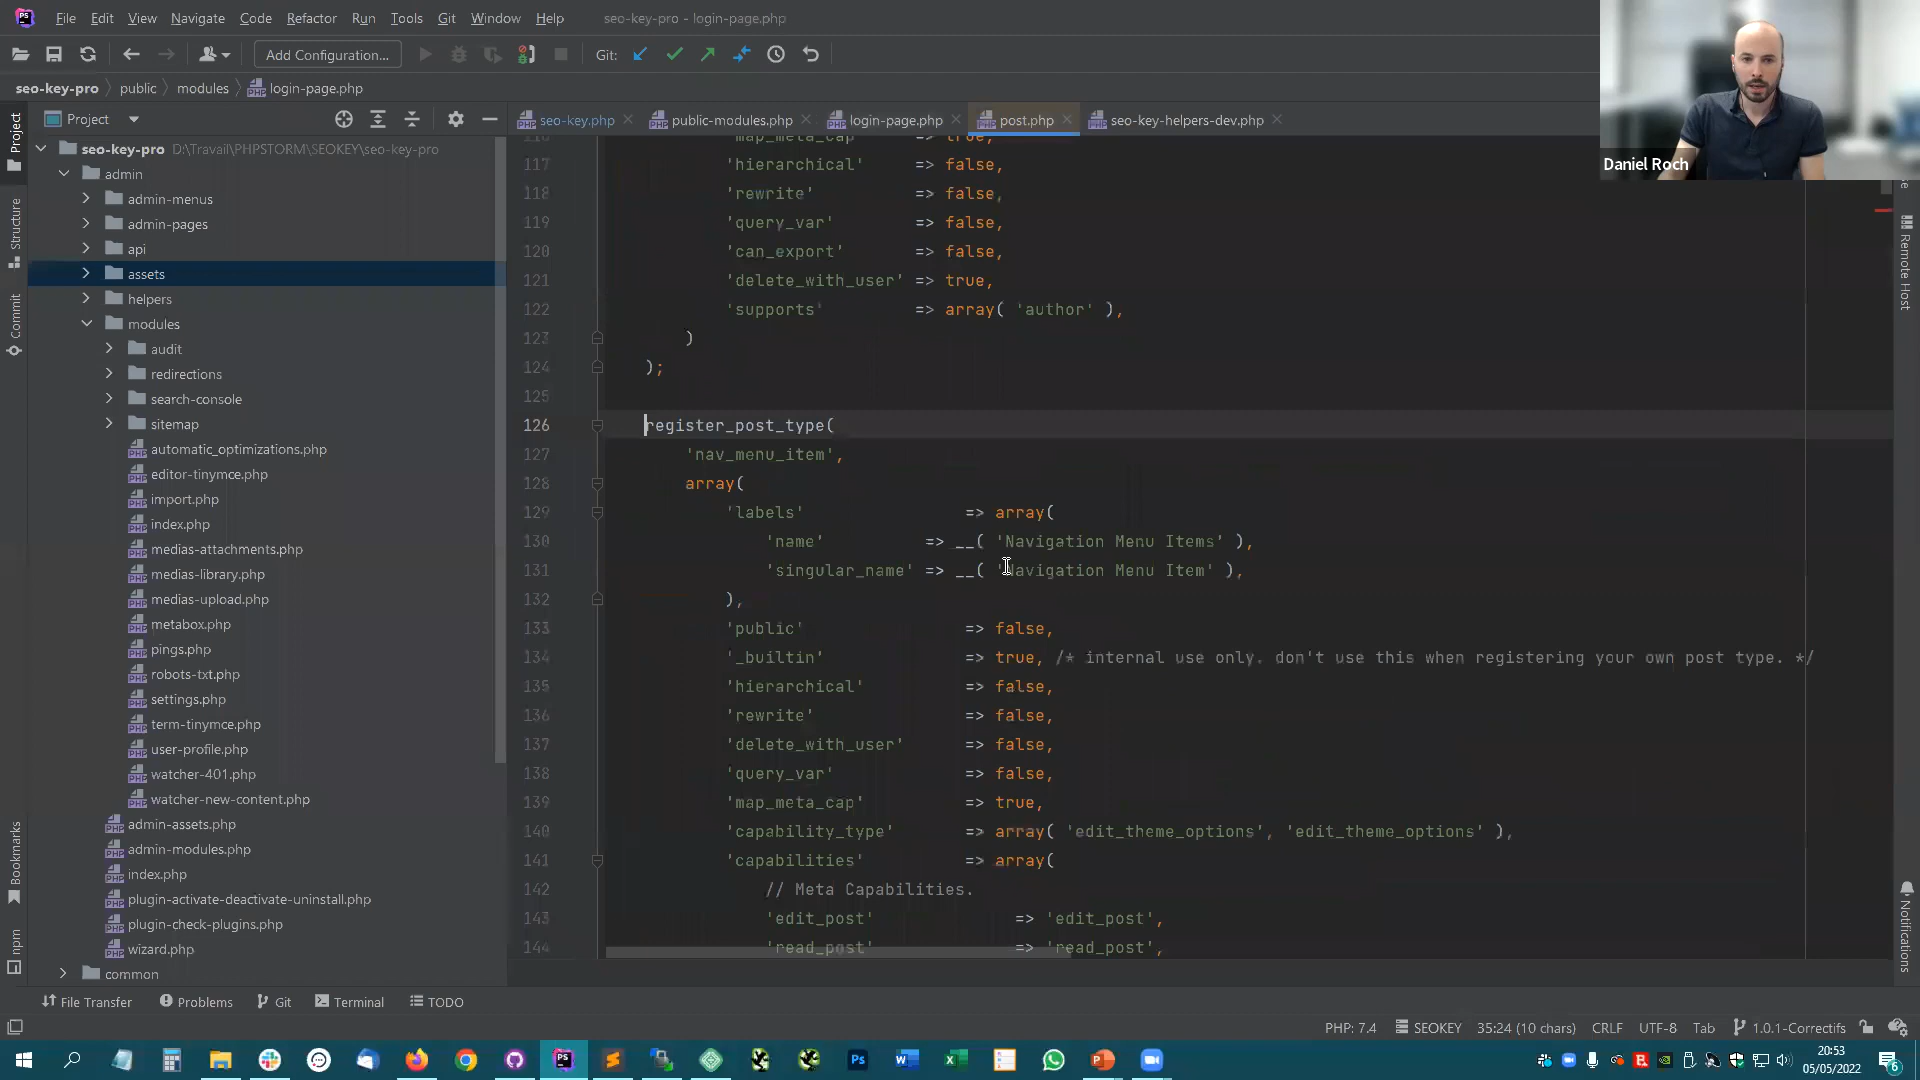 File Edit View Navigate Code Refactor Run Tools Git Window Help seo-key-pro - login-page.php
Add Configuration... Git:
seo-key-pro public modules login-page.php
Project
seo-key.php public-modules.php login-page.php post.php seo-key-helpers-dev.php
Daniel Roch
Project
Structure
Commit
Bookmarks
npm
Remote Host
Notifications
seo-key-pro D:\Travail\PHPSTORM\SEOKEY\seo-key-pro
admin
admin-menus
admin-pages
api
assets
helpers
modules
audit
redirections
search-console
sitemap
automatic_optimizations.php
editor-tinymce.php
import.php
index.php
medias-attachments.php
medias-library.php
medias-upload.php
metabox.php
pings.php
robots-txt.php
settings.php
term-tinymce.php
user-profile.php
watcher-401.php
watcher-new-content.php
admin-assets.php
admin-modules.php
index.php
plugin-activate-deactivate-uninstall.php
plugin-check-plugins.php
wizard.php
common
116 'map_meta_cap' => true,
117 'hierarchical' => false,
118 'rewrite' => false,
119 'query_var' => false,
120 'can_export' => false,
121 'delete_with_user' => true,
122 'supports' => array( 'author' ),
123 )
124 );
125
126 register_post_type(
127 'nav_menu_item',
128 array(
129 'labels' => array(
130 'name' => __( 'Navigation Menu Items' ),
131 'singular_name' => __( 'Navigation Menu Item' ),
132 ),
133 'public' => false,
134 '_builtin' => true, /* internal use only. don't use this when registering your own post type. */
135 'hierarchical' => false,
136 'rewrite' => false,
137 'delete_with_user' => false,
138 'query_var' => false,
139 'map_meta_cap' => true,
140 'capability_type' => array( 'edit_theme_options', 'edit_theme_options' ),
141 'capabilities' => array(
142 // Meta Capabilities.
143 'edit_post' => 'edit_post',
144 'read_post' => 'read_post',
File Transfer Problems Git Terminal TODO
PHP: 7.4 SEOKEY 35:24 (10 chars) CRLF UTF-8 Tab 1.0.1-Correctifs
20:53
05/05/2022
6